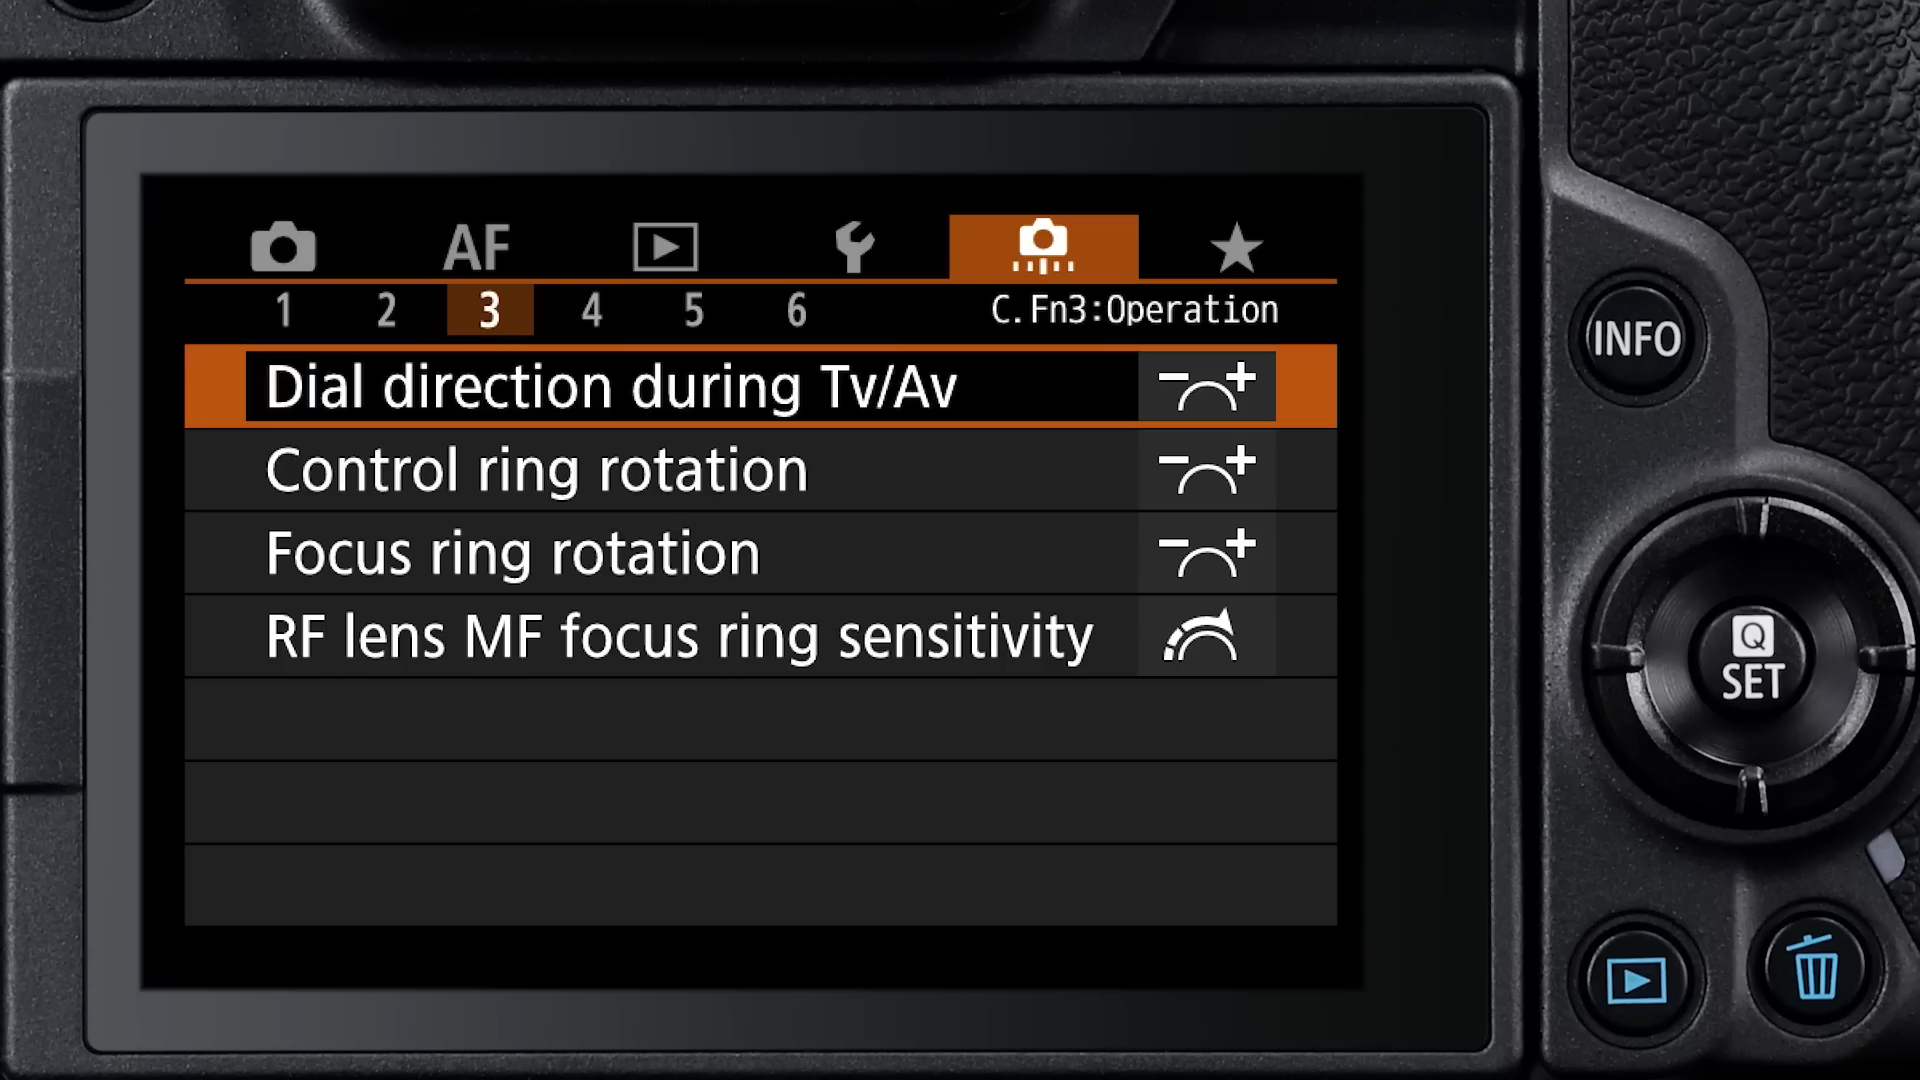 AF
1 2 3 4 5 6 C.Fn3:Operation
Dial direction during Tv/Av
Control ring rotation
Focus ring rotation
RF lens MF focus ring sensitivity
INFO
Q
SET